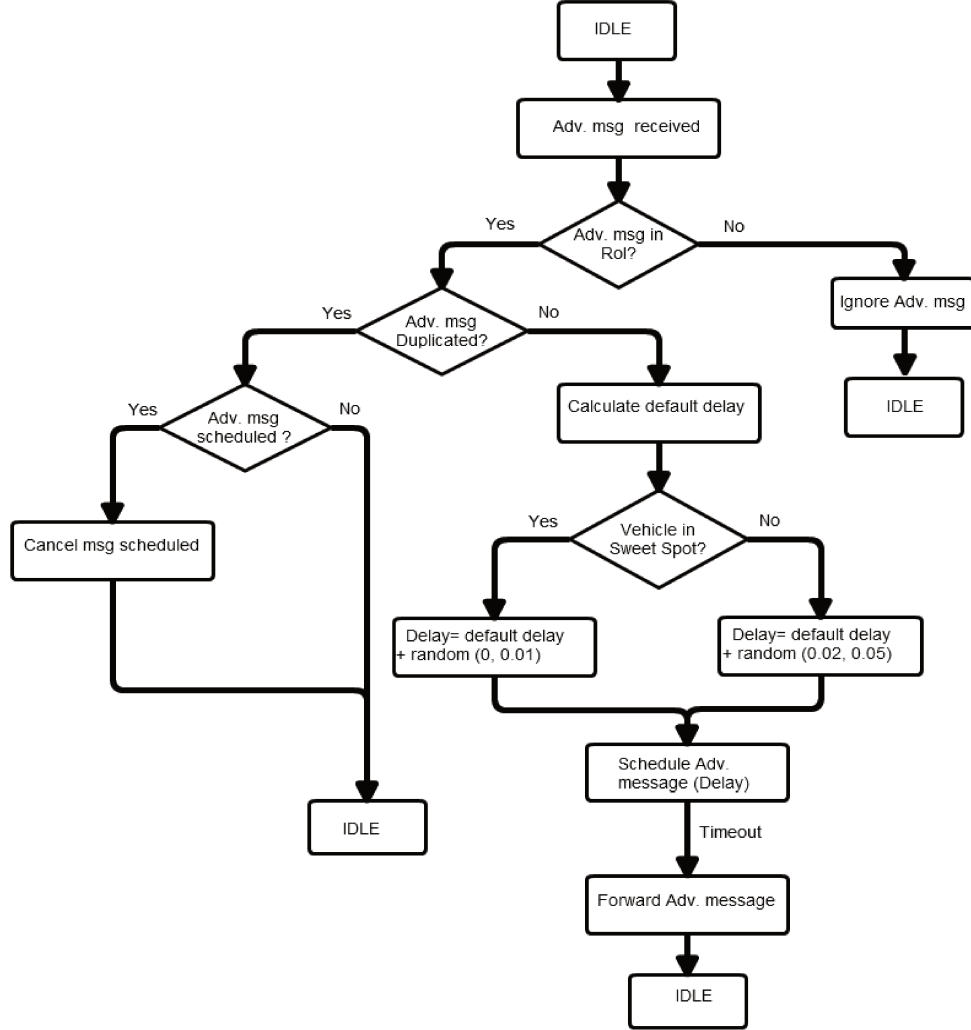 IDLE
Adv. msg received
Adv. msg in
RoI?
Yes
No
Ignore Adv. msg
IDLE
Adv. msg
Duplicated?
Yes
No
Adv. msg
scheduled ?
Yes
No
Cancel msg scheduled
IDLE
Calculate default delay
Vehicle in
Sweet Spot?
Yes
No
Delay= default delay
+ random (0, 0.01)
Delay= default delay
+ random (0.02, 0.05)
Schedule Adv.
message (Delay)
Timeout
Forward Adv. message
IDLE